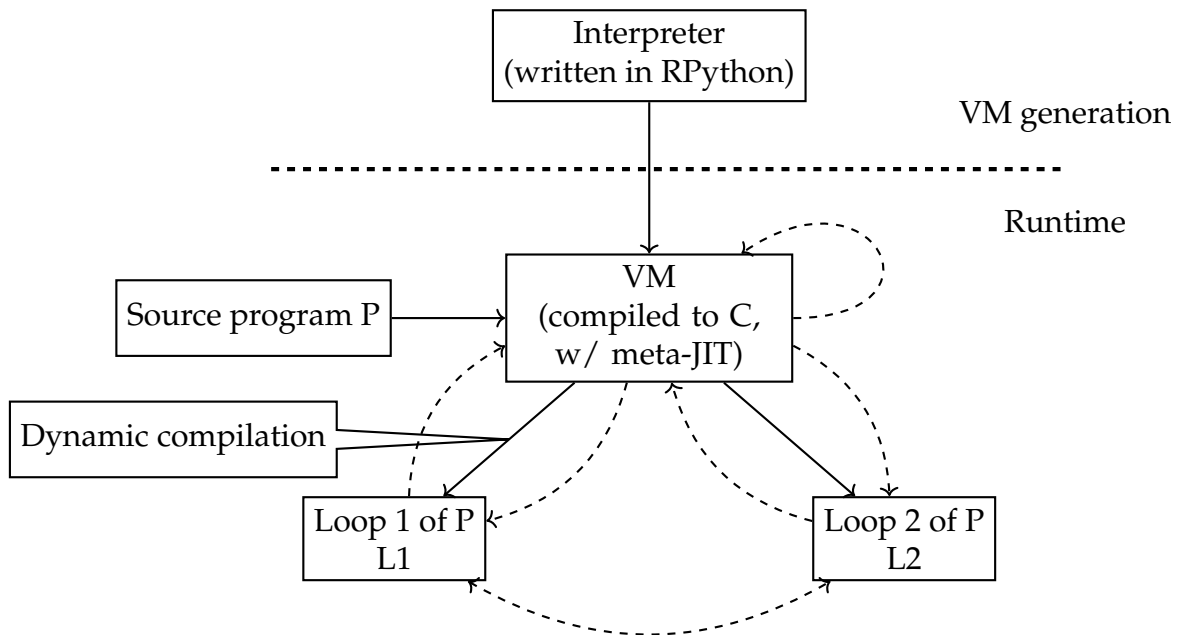 Interpreter
(written in RPython)
VM generation
Runtime
VM
(compiled to C,
w/ meta-JIT)
Source program P
Dynamic compilation
Loop 1 of P
L1
Loop 2 of P
L2